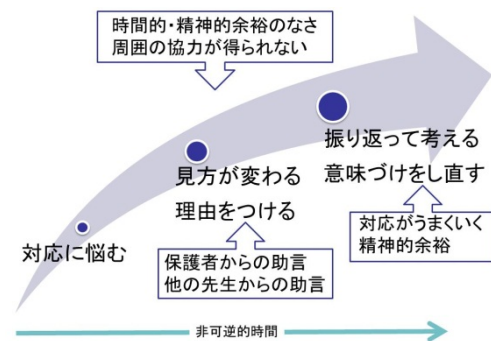 時間的・精神的余裕のなさ
周囲の協力が得られない
振り返って考える
意味づけをし直す
見方が変わる
理由をつける
対応に悩む
対応がうまくいく
精神的余裕
保護者からの助言
他の先生からの助言
非可逆的時間